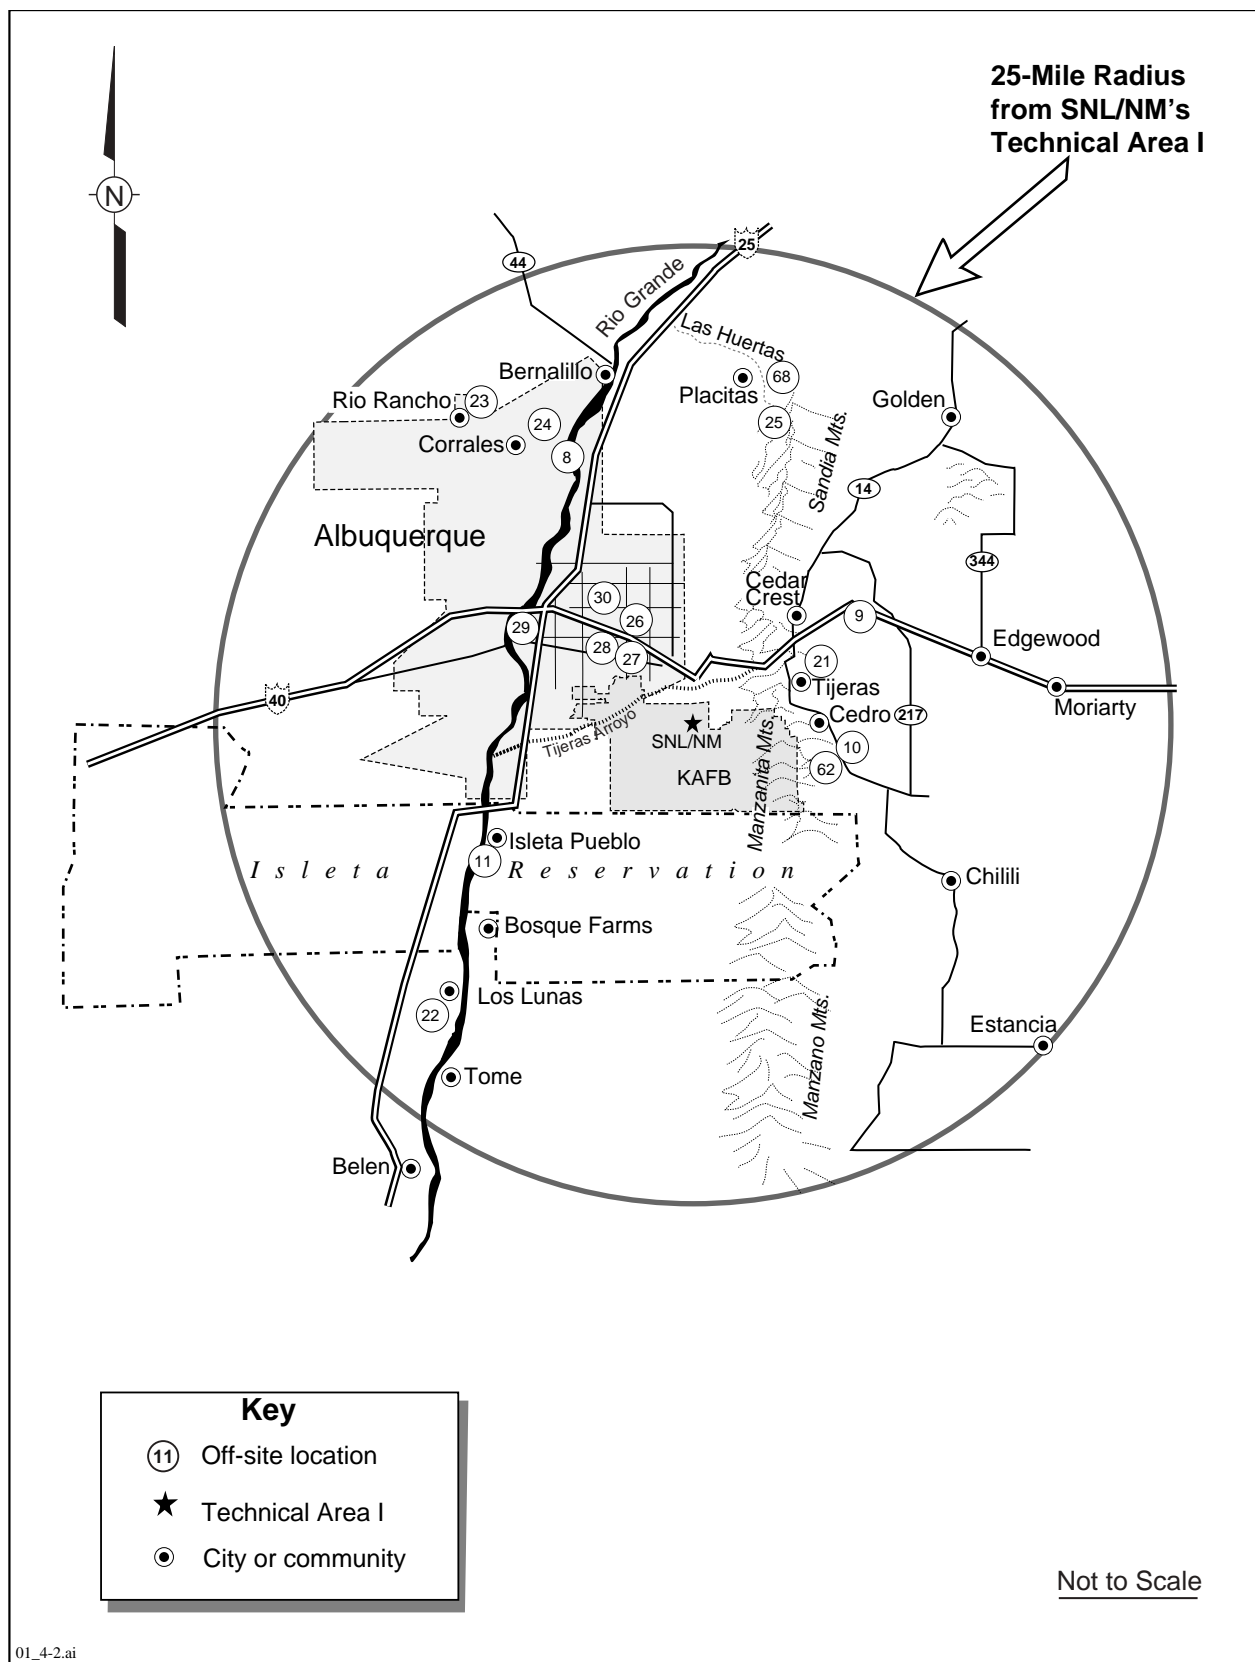 25-Mile Radius
from SNL/NM's
Technical Area I
N
25
44
Rio Grande
Las Huertas
Bernalillo
68
Placitas
Rio Rancho
23
Golden
24
25
Corrales
8
Sandia Mts.
14
Albuquerque
344
Cedar
Crest
30
9
26
29
Edgewood
28
27
21
Tijeras
40
Moriarty
Cedro
217
Tijeras Arroyo
SNL/NM
10
62
KAFB
Manzanita Mts.
Isleta Pueblo
11
Isleta Reservation
Chilili
Bosque Farms
Los Lunas
22
Manzano Mts.
Estancia
Tome
Belen
Key
11 Off-site location
Technical Area I
City or community
Not to Scale
01_4-2.ai